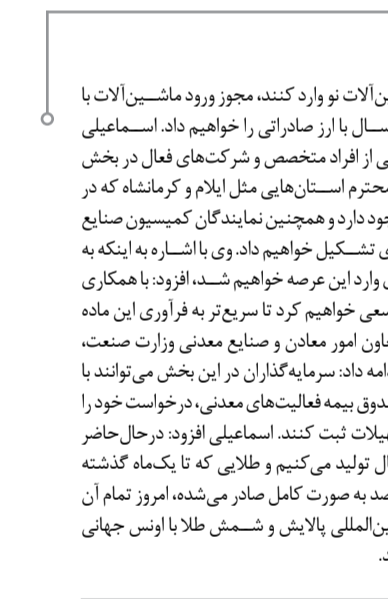 ن‌آلات نو وارد کنند، مجوز ورود ماشــین‌آلات با
ســال با ارز صادراتی را خواهیم داد. اســماعیلی
ی از افراد متخصص و شرکت‌های فعال در بخش
محترم اســتان‌هایی مثل ایلام و کرمانشاه که در
جود دارد و همچنین نمایندگان کمیسیون صنایع
ی تشــکیل خواهیم داد. وی با اشــاره به اینکه به
وارد این عرصه خواهیم شــد، افزود: با همکاری
سعی خواهیم کرد تا سریع‌تر به فرآوری این ماده
عاون امور معادن و صنایع معدنی وزارت صنعت،
امه داد: سرمایه‌گذاران در این بخش می‌توانند با
ندوق بیمه فعالیت‌های معدنی، درخواست خود را
هیلات ثبت کنند. اسماعیلی افزود: درحال‌حاضر
ال تولید می‌کنیم و طلایی که تا یک‌ماه گذشته
صد به صورت کامل صادر می‌شده، امروز تمام آن
ین‌المللی پالایش و شــمش طلا با اونس جهانی
د.